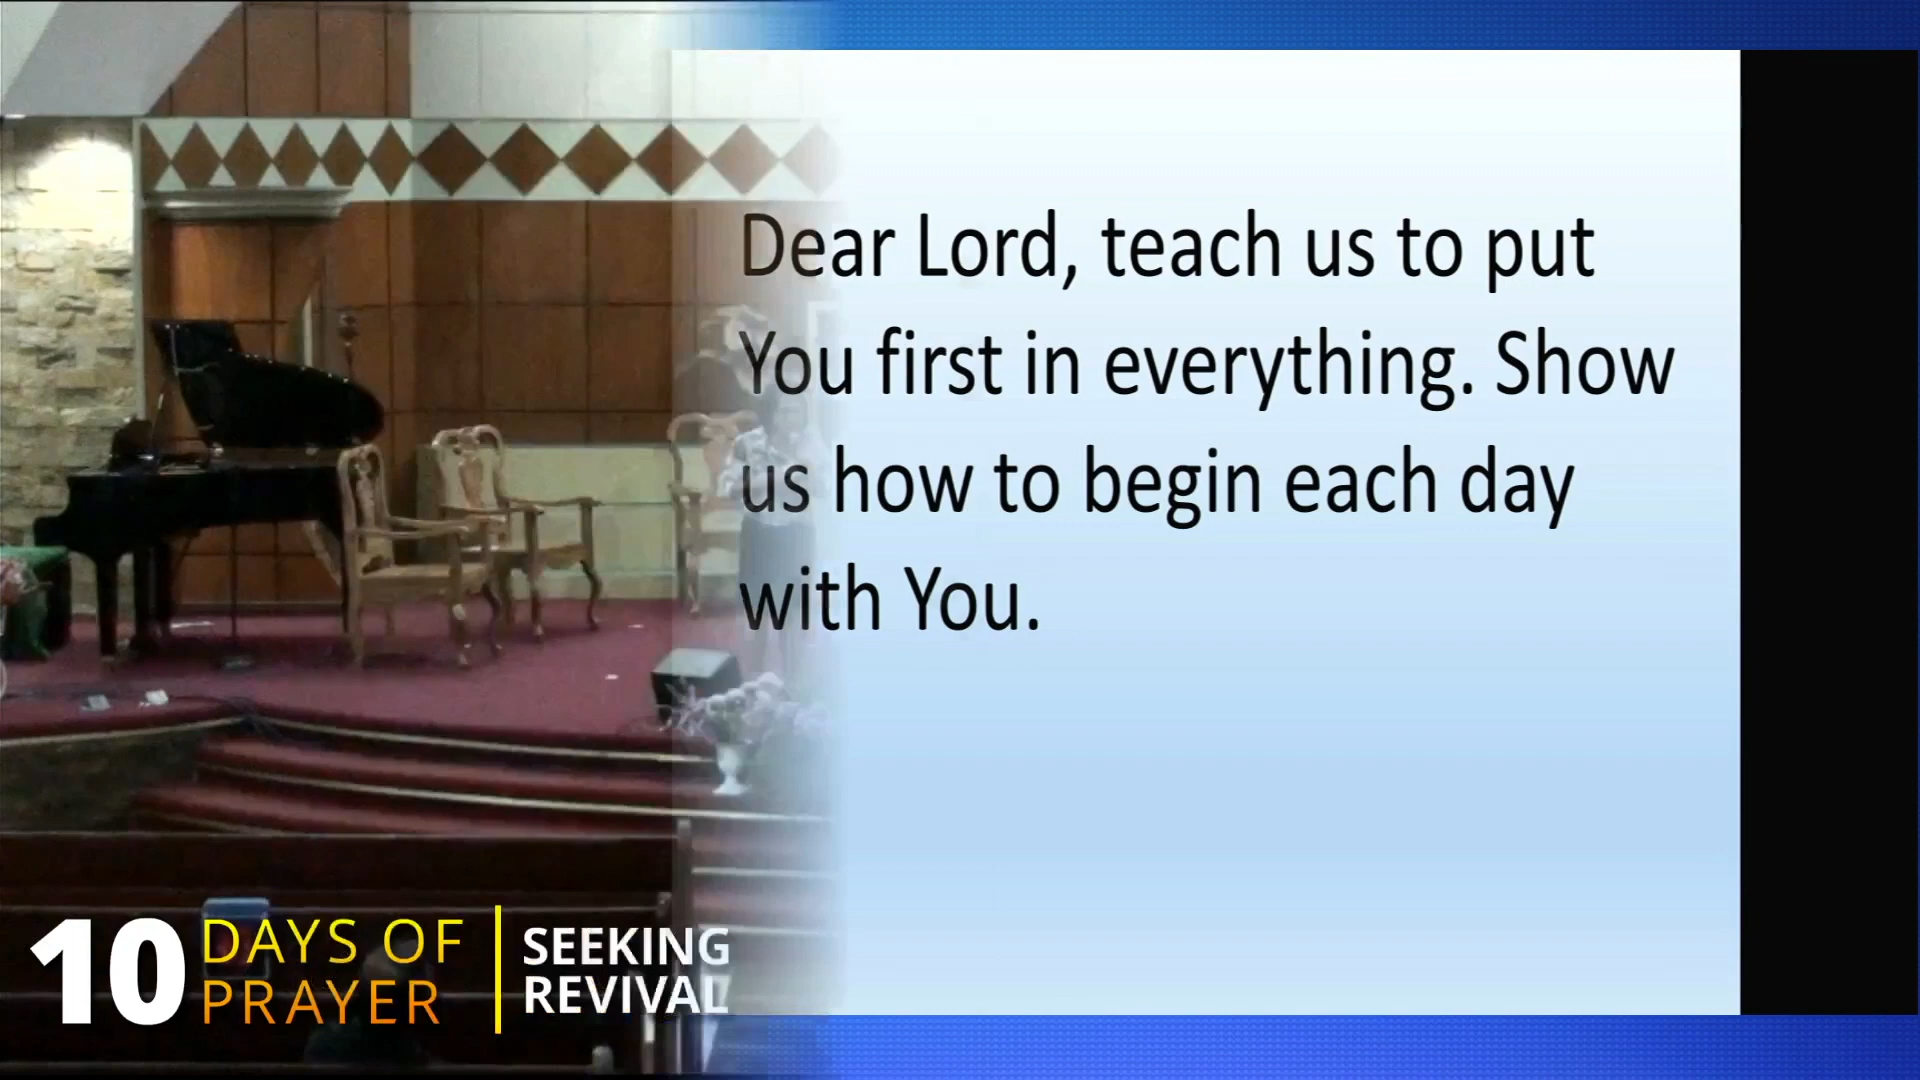 Dear Lord, teach us to put
You first in everything. Show
us how to begin each day
with You.
10
DAYS OF
PRAYER
SEEKING
REVIVAL